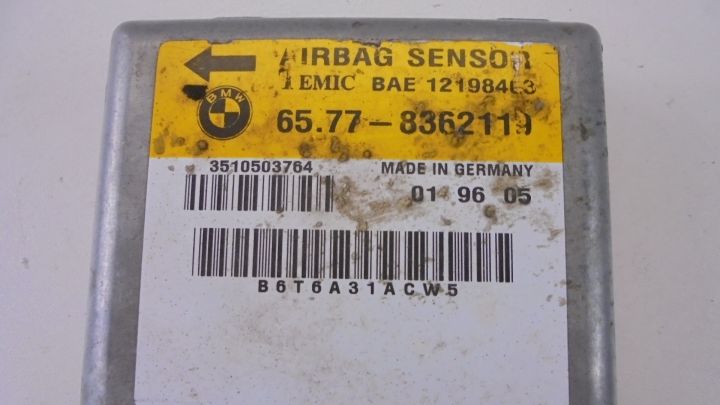 AIRBAG SENSOR
TEMIC BAE 12198463
BMW
65.77-8362119
3510503764
MADE IN GERMANY
01 96 05
B6T6A31ACW5